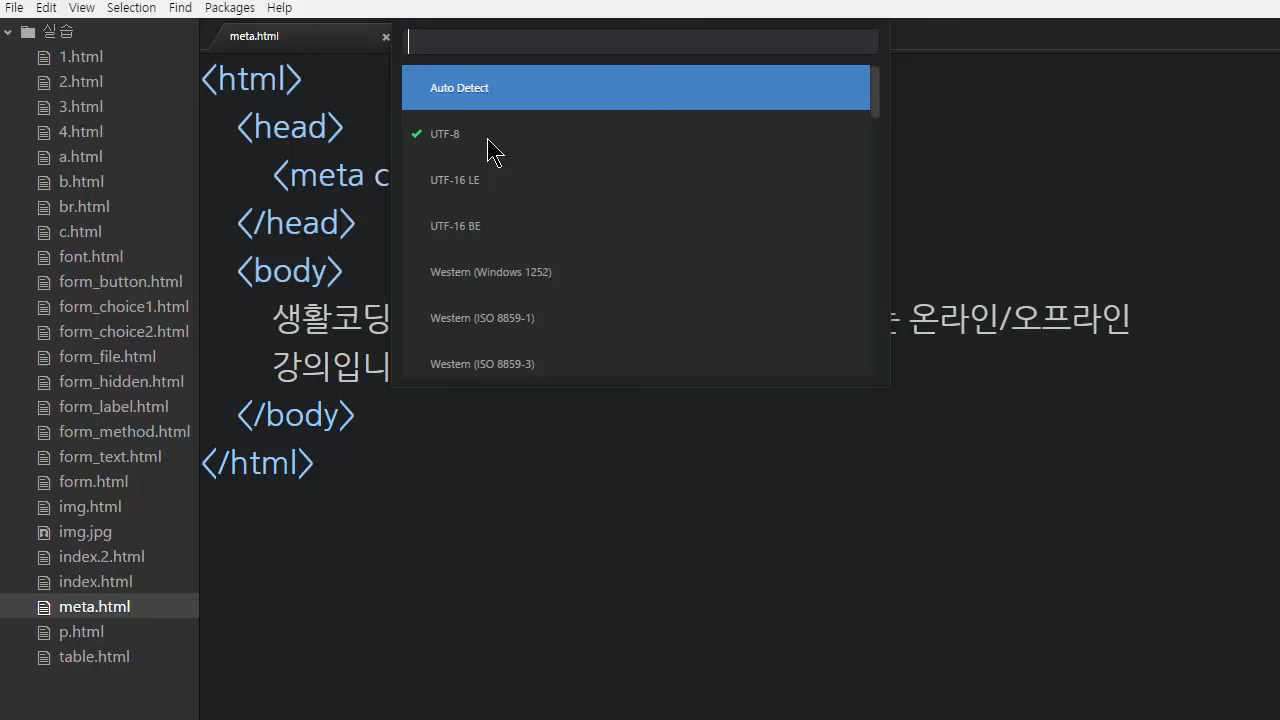 File Edit View Selection Find Packages Help
실습
1.html
2.html
3.html
4.html
a.html
b.html
br.html
c.html
font.html
form_button.html
form_choice1.html
form_choice2.html
form_file.html
form_hidden.html
form_label.html
form_method.html
form_text.html
form.html
img.html
img.jpg
index.2.html
index.html
meta.html
p.html
table.html
meta.html
Auto Detect
UTF-8
UTF-16 LE
UTF-16 BE
Western (Windows 1252)
Western (ISO 8859-1)
Western (ISO 8859-3)
<html>
<head>
<meta c
</head>
<body>
생활코딩 온라인/오프라인
강의입니
</body>
</html>